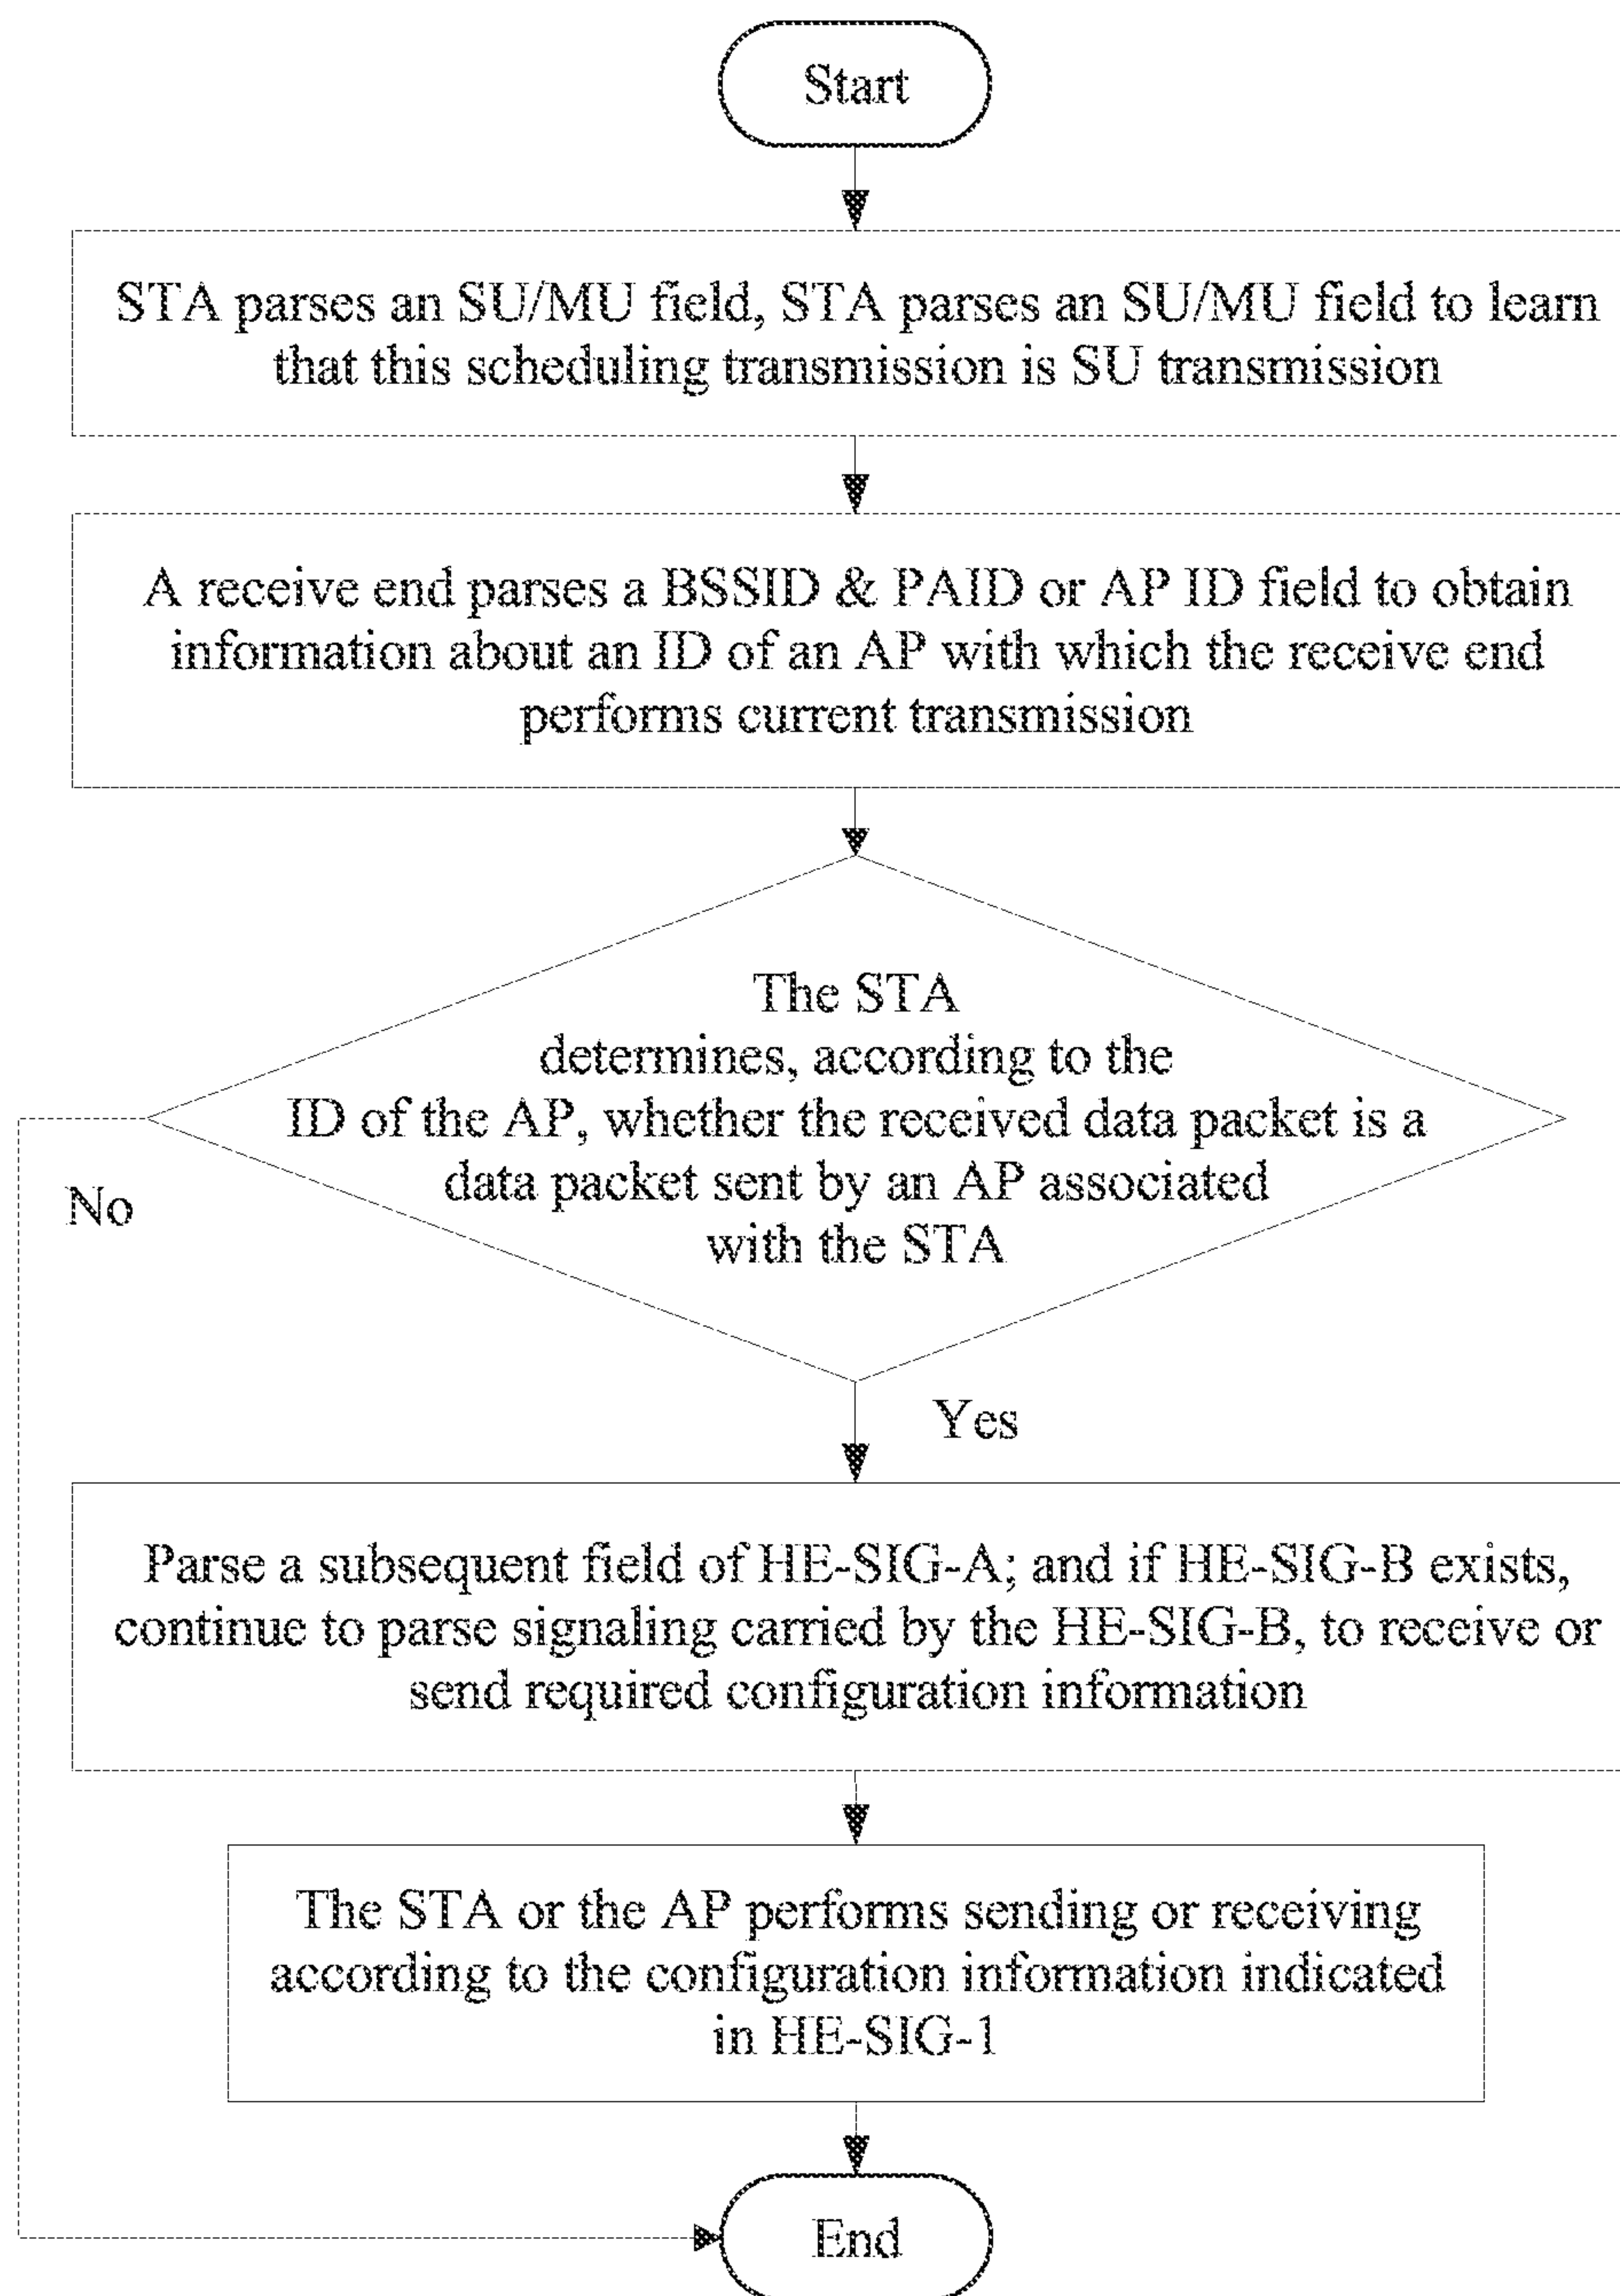 Start
STA parses an SU/MU field, STA parses an SU/MU field to learn
that this scheduling transmission is SU transmission
A receive end parses a BSSID & PAID or AP ID field to obtain
information about an ID of an AP with which the receive end
performs current transmission
The STA
determines, according to the
ID of the AP, whether the received data packet is a
data packet sent by an AP associated
with the STA
No
Yes
Parse a subsequent field of HE-SIG-A; and if HE-SIG-B exists,
continue to parse signaling carried by the HE-SIG-B, to receive or
send required configuration information
The STA or the AP performs sending or receiving
according to the configuration information indicated
in HE-SIG-1
End